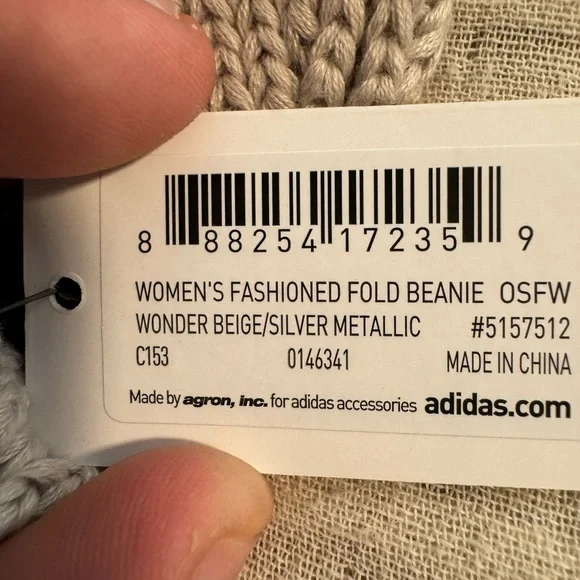 8 88254 17235 9
WOMEN'S FASHIONED FOLD BEANIE OSFW
WONDER BEIGE/SILVER METALLIC #5157512
C153 0146341 MADE IN CHINA
Made by agron, inc. for adidas accessories adidas.com